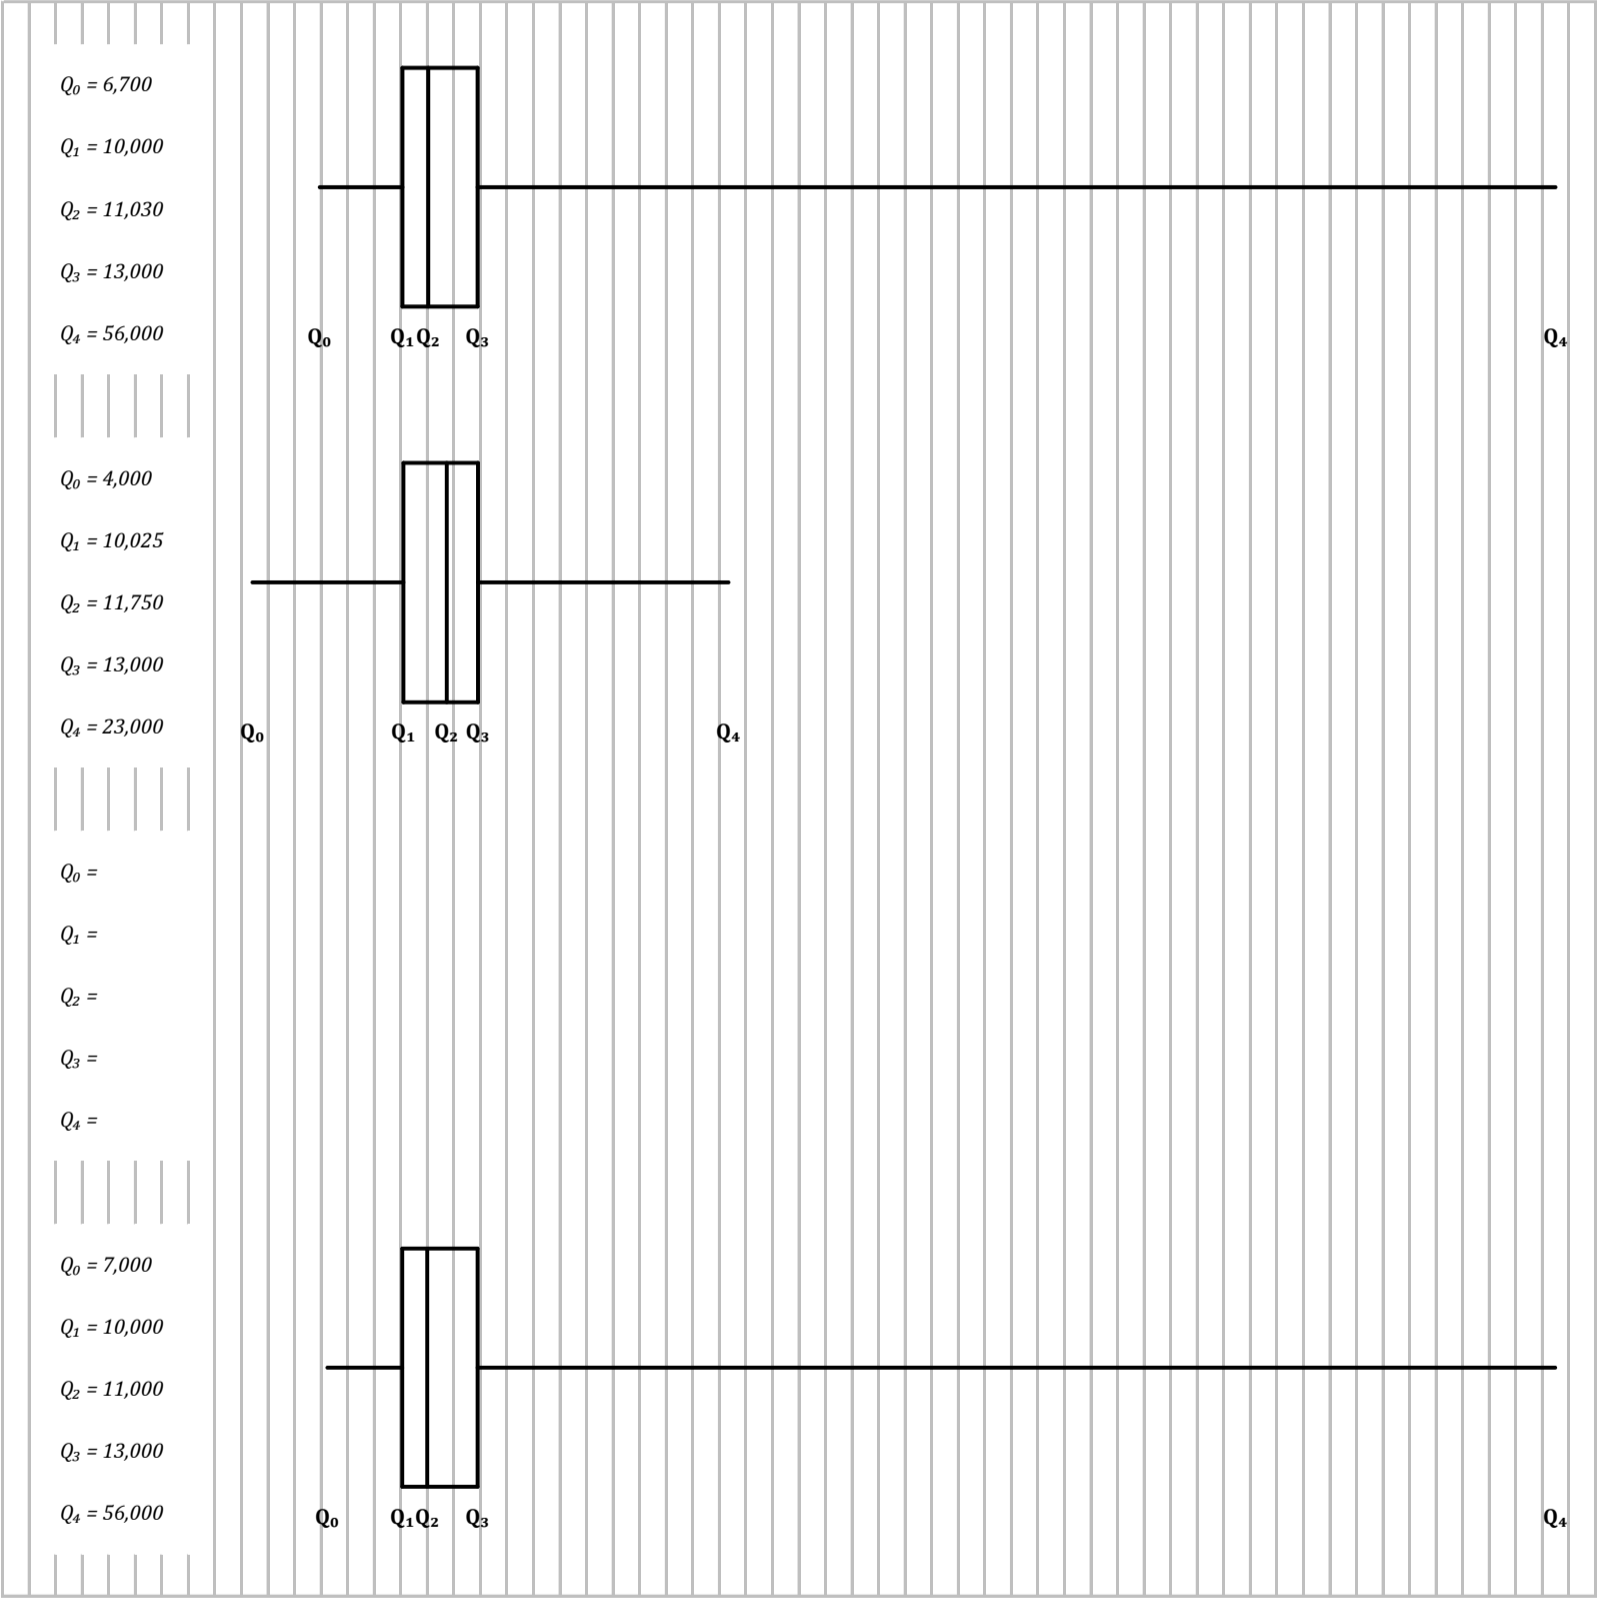 Q₀ = 6,700
Q₁ = 10,000
Q₂ = 11,030
Q₃ = 13,000
Q₄ = 56,000
Q₀ Q₁ Q₂ Q₃ Q₄
Q₀ = 4,000
Q₁ = 10,025
Q₂ = 11,750
Q₃ = 13,000
Q₄ = 23,000
Q₀ Q₁ Q₂ Q₃ Q₄
Q₀ =
Q₁ =
Q₂ =
Q₃ =
Q₄ =
Q₀ = 7,000
Q₁ = 10,000
Q₂ = 11,000
Q₃ = 13,000
Q₄ = 56,000
Q₀ Q₁ Q₂ Q₃ Q₄